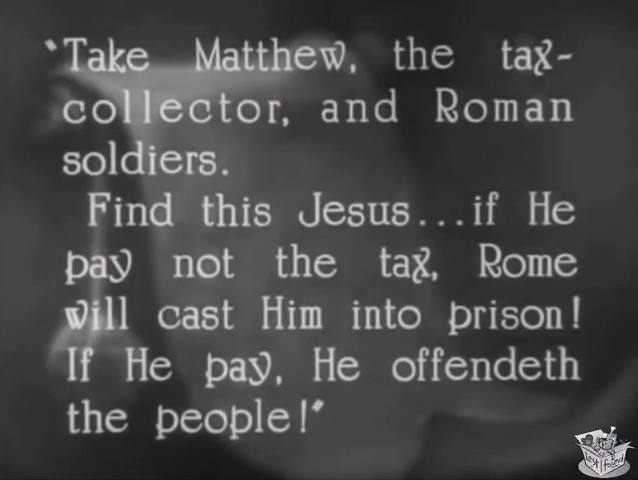 "Take Matthew, the tax-
collector, and Roman
soldiers.
Find this Jesus...if He
pay not the tax, Rome
will cast Him into prison!
If He pay, He offendeth
the people!"